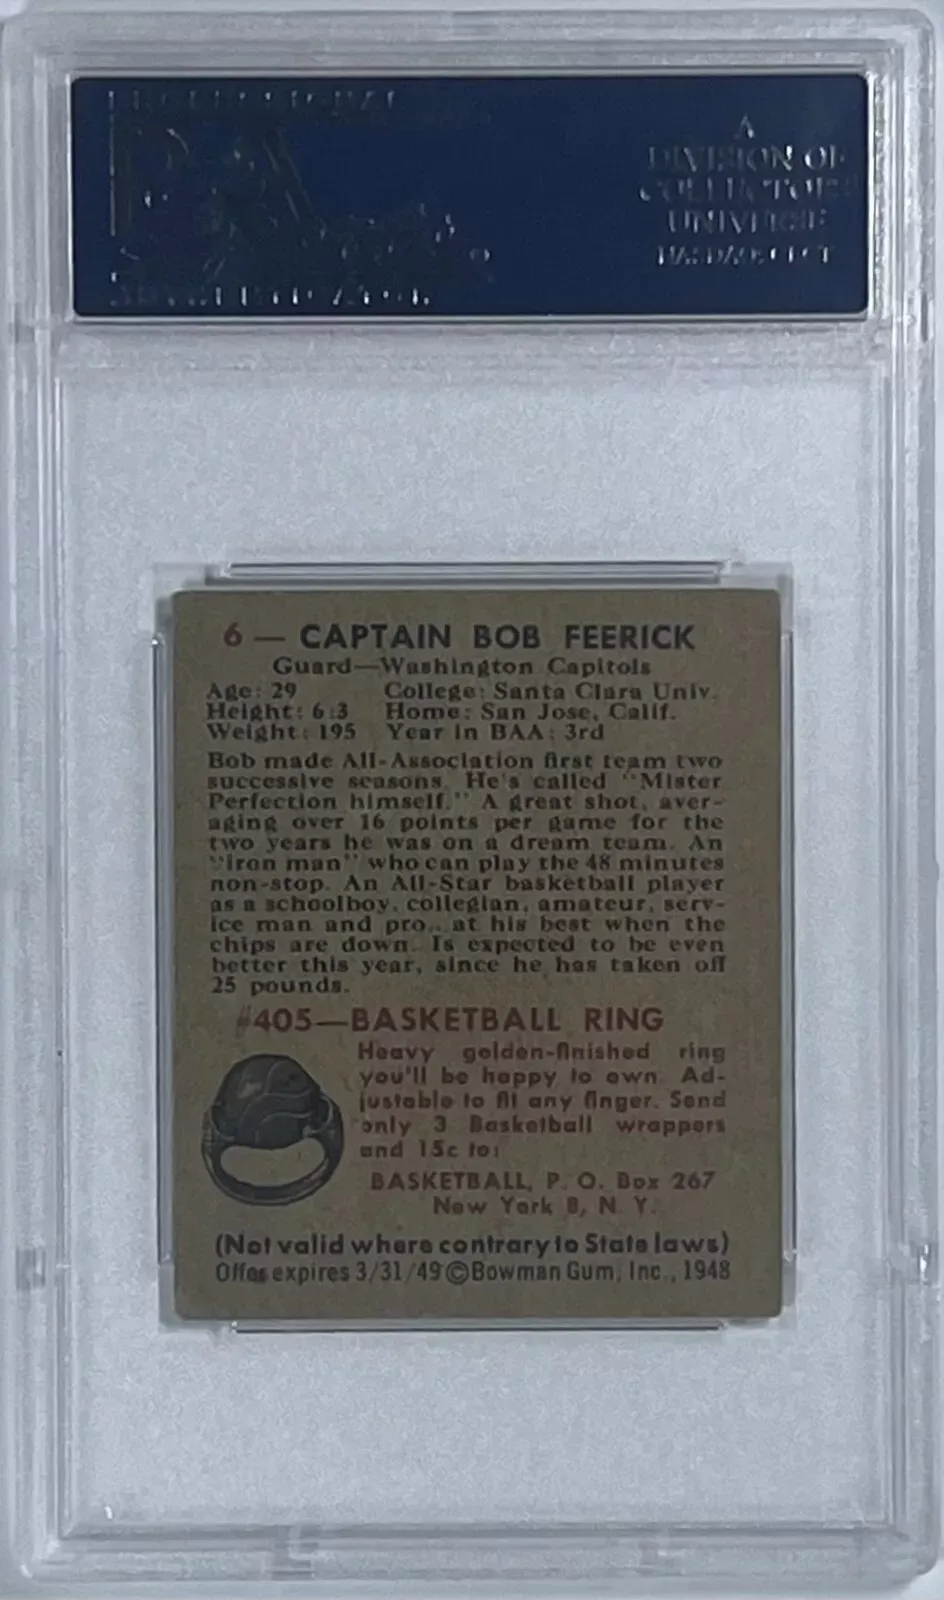 A
DIVISION OF
COLLECTORS
UNIVERSE
6 — CAPTAIN BOB FEERICK
Guard—Washington Capitols
Age: 29 College: Santa Clara Univ.
Height: 6:3 Home: San Jose, Calif.
Weight: 195 Year in BAA: 3rd
Bob made All-Association first team two
successive seasons. He's called "Mister
Perfection himself." A great shot, aver-
aging over 16 points per game for the
two years he was on a dream team. An
"iron man" who can play the 48 minutes
non-stop. An All-Star basketball player
as a schoolboy, collegian, amateur, serv-
ice man and pro., at his best when the
chips are down. Is expected to be even
better this year, since he has taken off
25 pounds.
#405—BASKETBALL RING
Heavy golden-finished ring
you'll be happy to own. Ad-
justable to fit any finger. Send
only 3 Basketball wrappers
and 15c to:
BASKETBALL, P. O. Box 267
New York 8, N. Y.
(Not valid where contrary to State laws)
Offer expires 3/31/49 ©Bowman Gum, Inc., 1948